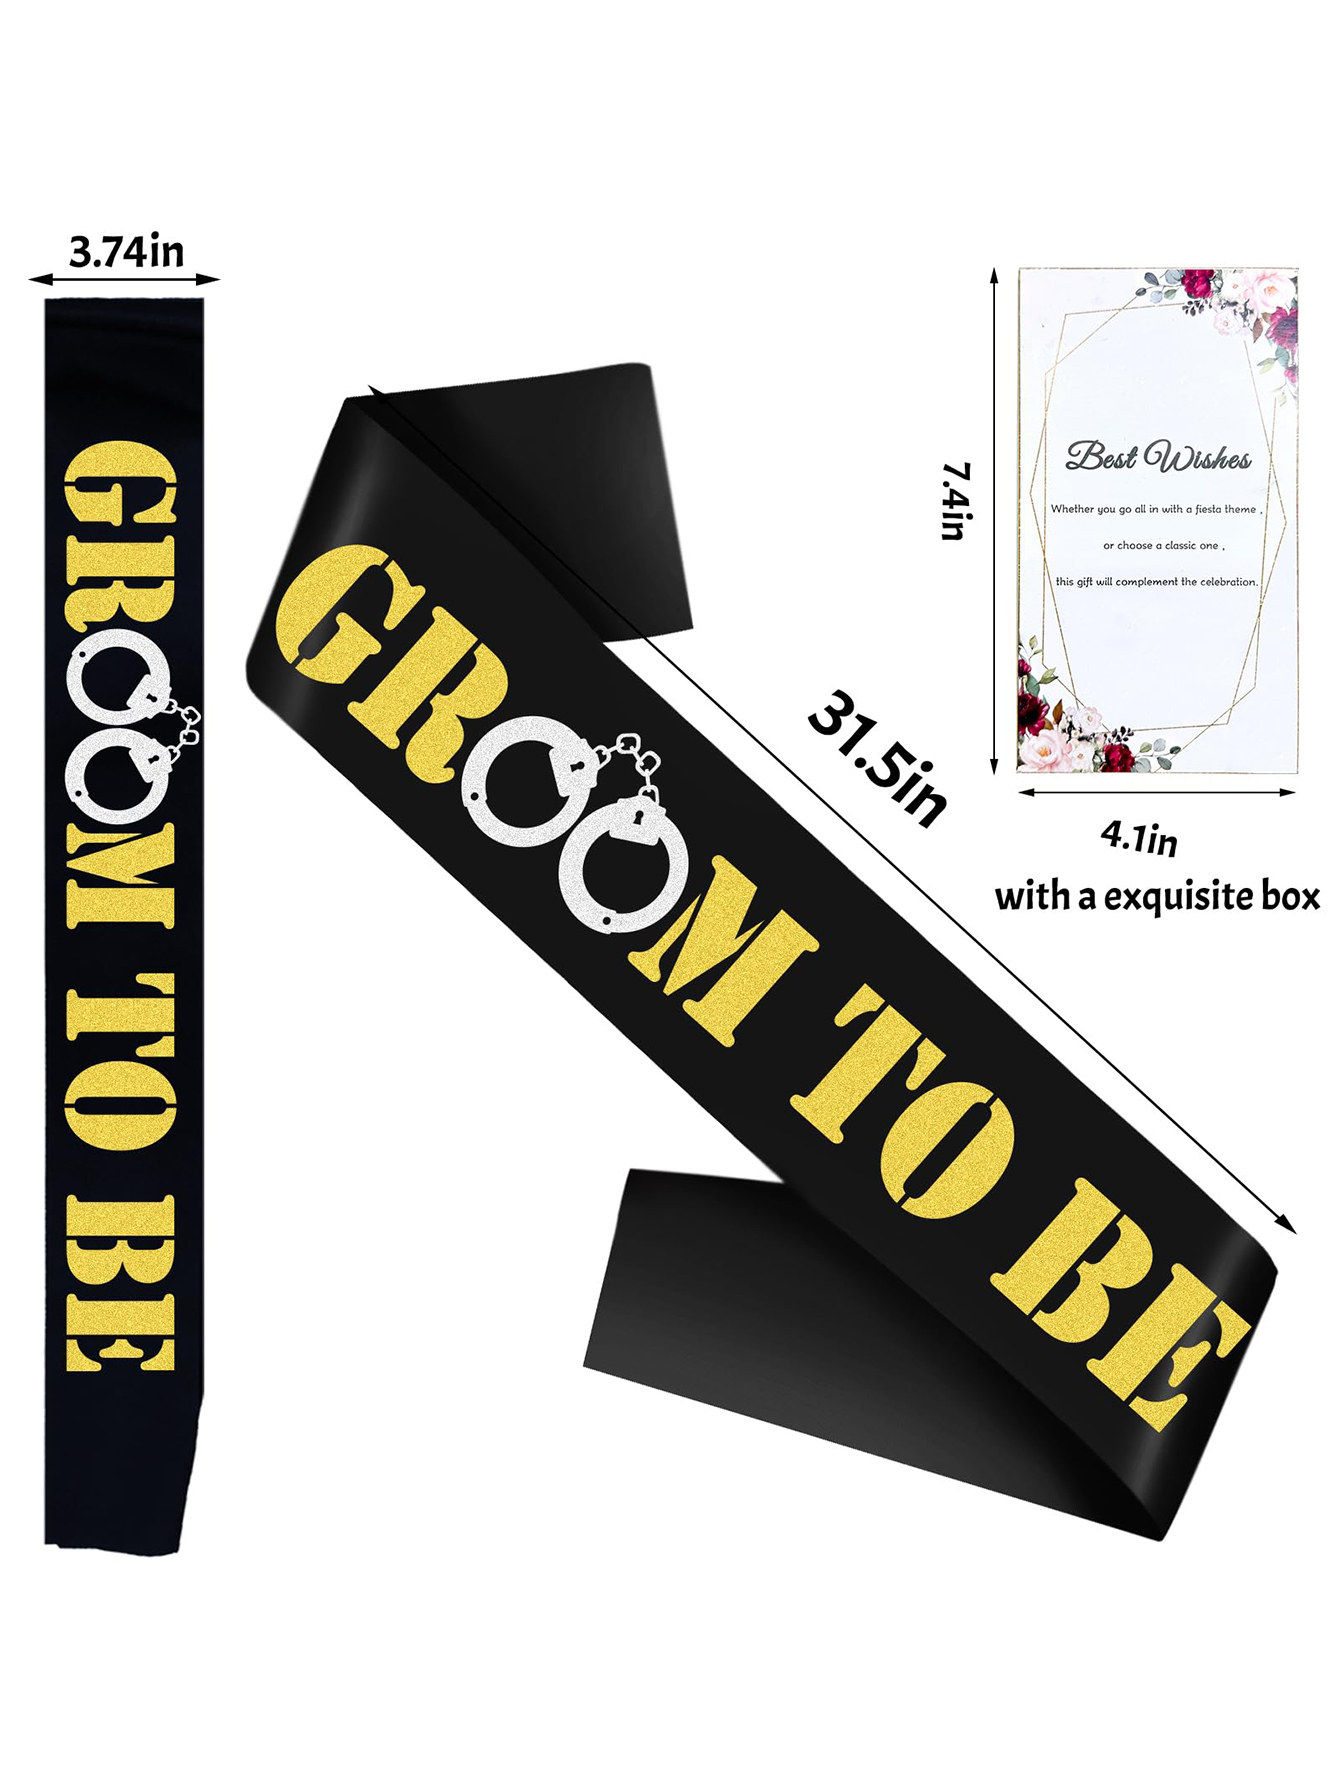 3.74in
GROOM TO BE
GROOM TO BE
31.5in
7.4in
Best Wishes
Whether you go all in with a fiesta theme ,
or choose a classic one ,
this gift will complement the celebration.
4.1in
with a exquisite box